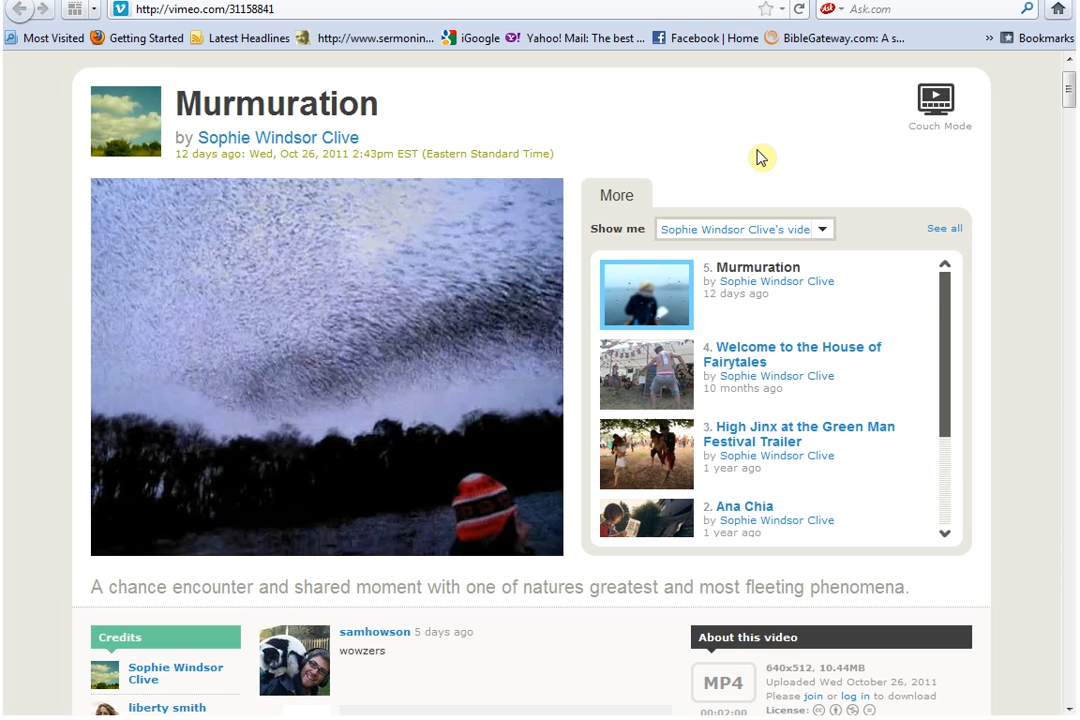 http://vimeo.com/31158841
Ask.com
Most Visited
Getting Started
Latest Headlines
http://www.sermonin...
iGoogle
Yahoo! Mail: The best ...
Facebook | Home
BibleGateway.com: A s...
»
Bookmarks
Murmuration
by Sophie Windsor Clive
12 days ago: Wed, Oct 26, 2011 2:43pm EST (Eastern Standard Time)
Couch Mode
More
Show me
Sophie Windsor Clive's vide
See all
5. Murmuration
by Sophie Windsor Clive
12 days ago
4. Welcome to the House of
Fairytales
by Sophie Windsor Clive
10 months ago
3. High Jinx at the Green Man
Festival Trailer
by Sophie Windsor Clive
1 year ago
2. Ana Chia
by Sophie Windsor Clive
1 year ago
A chance encounter and shared moment with one of natures greatest and most fleeting phenomena.
Credits
Sophie Windsor
Clive
liberty smith
samhowson 5 days ago
wowzers
About this video
MP4
00:02:00
640x512, 10.44MB
Uploaded Wed October 26, 2011
Please join or log in to download
License: